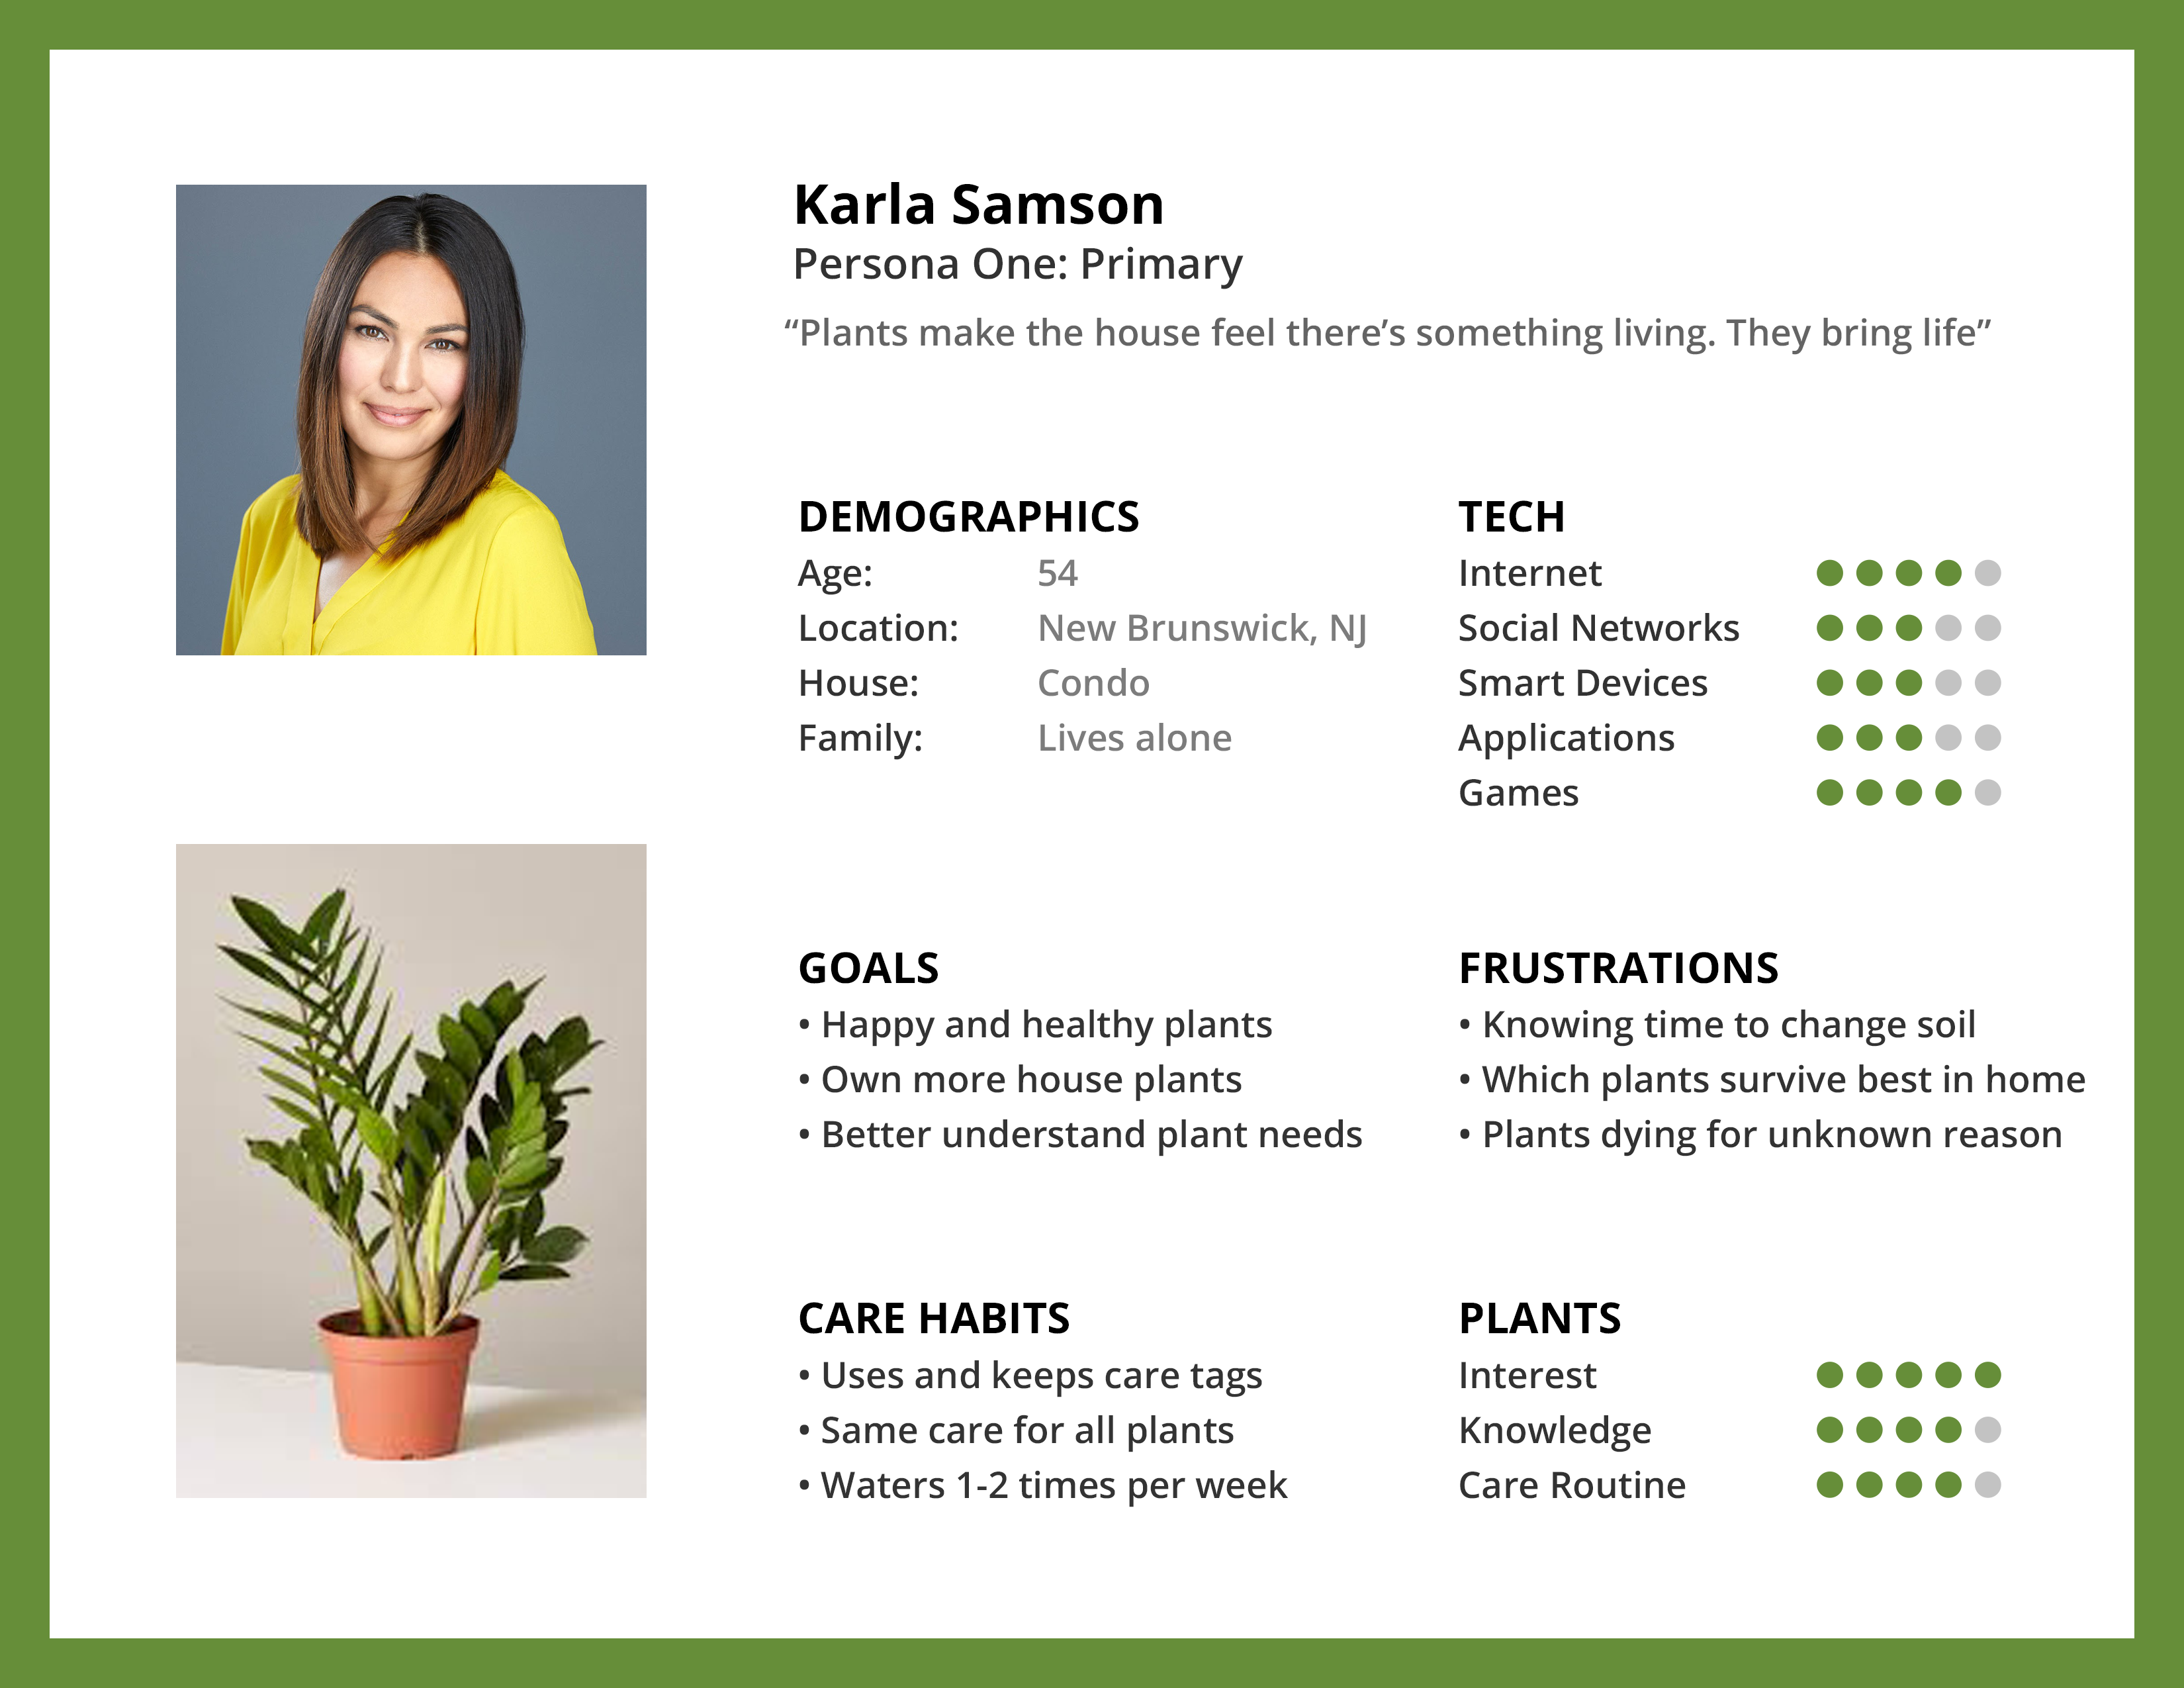 Karla Samson
Persona One: Primary
“Plants make the house feel there’s something living. They bring life”
DEMOGRAPHICS
Age: 54
Location: New Brunswick, NJ
House: Condo
Family: Lives alone
TECH
Internet
Social Networks
Smart Devices
Applications
Games
GOALS
• Happy and healthy plants
• Own more house plants
• Better understand plant needs
FRUSTRATIONS
• Knowing time to change soil
• Which plants survive best in home
• Plants dying for unknown reason
CARE HABITS
• Uses and keeps care tags
• Same care for all plants
• Waters 1-2 times per week
PLANTS
Interest
Knowledge
Care Routine